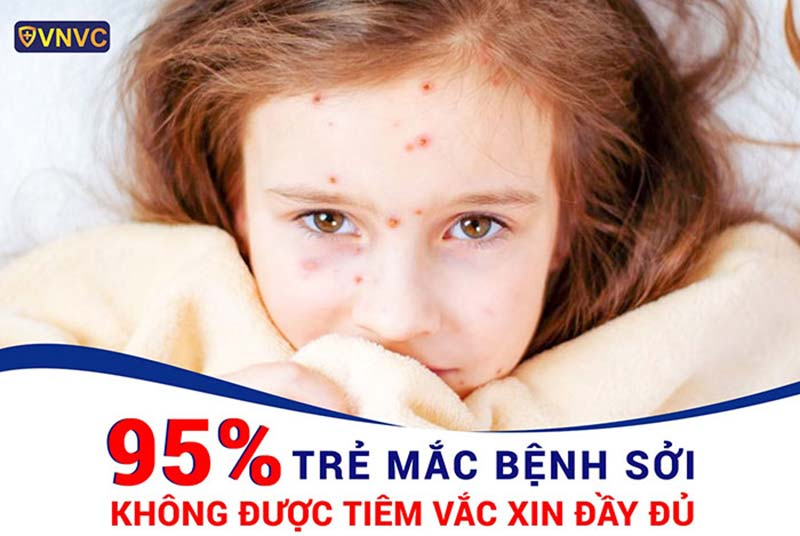 VNVC
95% TRẺ MẮC BỆNH SỞI
KHÔNG ĐƯỢC TIÊM VẮC XIN ĐẦY ĐỦ